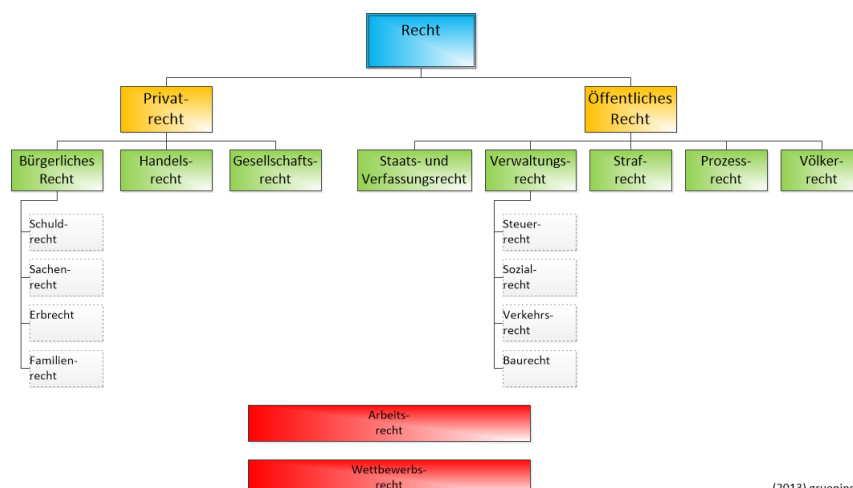 Recht
Privat-
recht
Öffentliches
Recht
Bürgerliches
Recht
Handels-
recht
Gesellschafts-
recht
Staats- und
Verfassungsrecht
Verwaltungs-
recht
Straf-
recht
Prozess-
recht
Völker-
recht
Schuld-
recht
Sachen-
recht
Erbrecht
Familien-
recht
Steuer-
recht
Sozial-
recht
Verkehrs-
recht
Baurecht
Arbeits-
recht
Wettbewerbs-
recht
(2013)